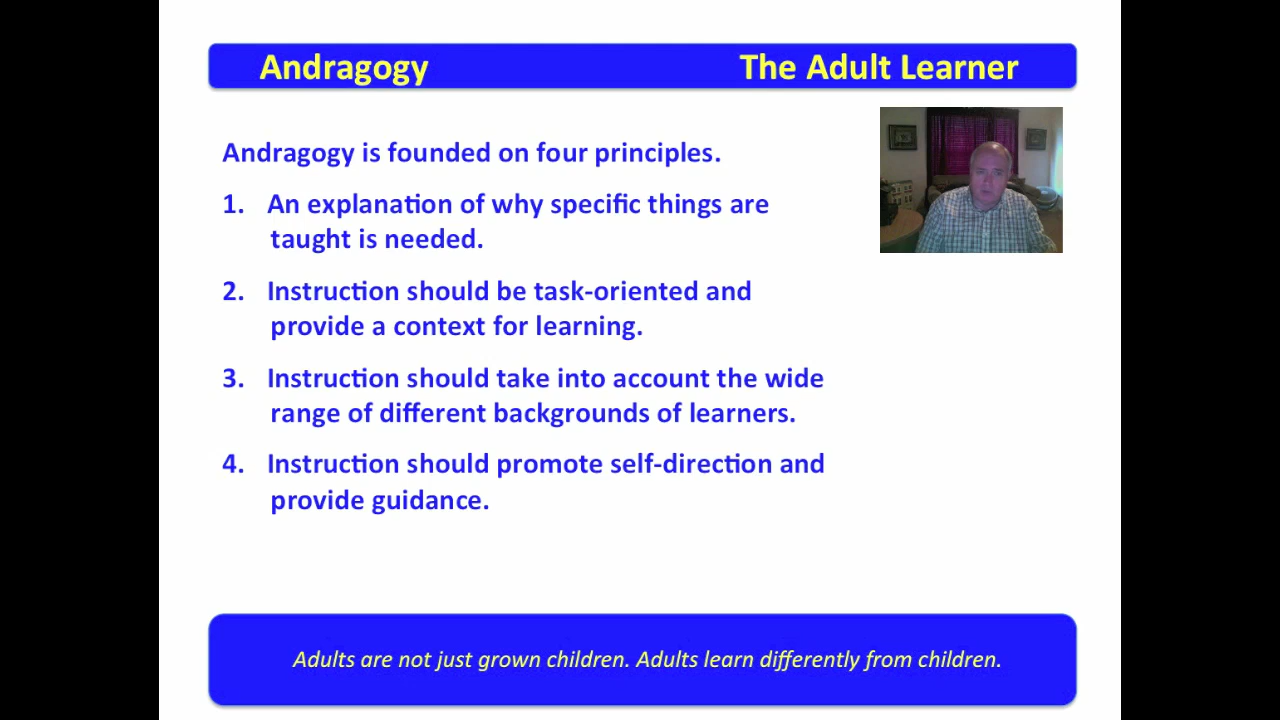 Andragogy The Adult Learner
Andragogy is founded on four principles.
1. An explanation of why specific things are
taught is needed.
2. Instruction should be task-oriented and
provide a context for learning.
3. Instruction should take into account the wide
range of different backgrounds of learners.
4. Instruction should promote self-direction and
provide guidance.
Adults are not just grown children. Adults learn differently from children.